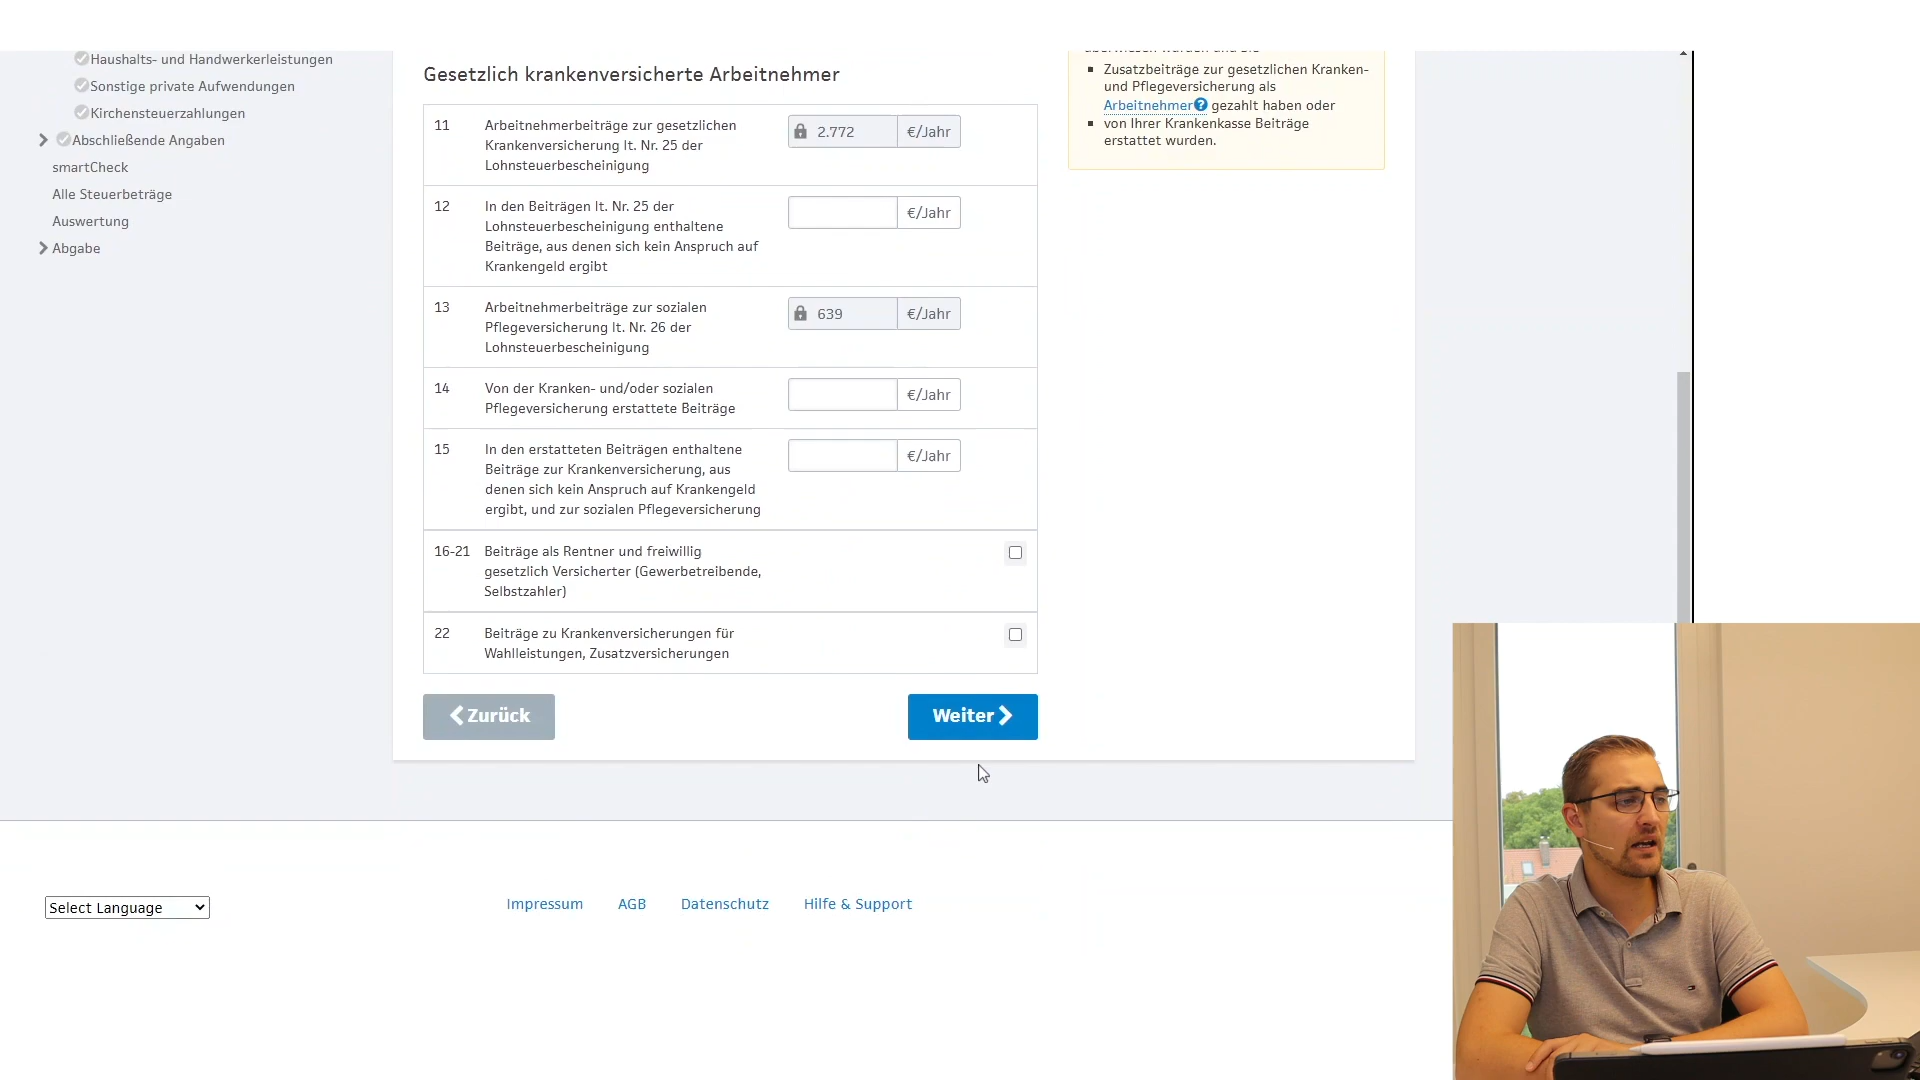 Haushalts- und Handwerkerleistungen
Sonstige private Aufwendungen
Kirchensteuerzahlungen
Abschließende Angaben
smartCheck
Alle Steuerbeträge
Auswertung
Abgabe
Gesetzlich krankenversicherte Arbeitnehmer
11 Arbeitnehmerbeiträge zur gesetzlichen
Krankenversicherung lt. Nr. 25 der
Lohnsteuerbescheinigung
2.772 €/Jahr
12 In den Beiträgen lt. Nr. 25 der
Lohnsteuerbescheinigung enthaltene
Beiträge, aus denen sich kein Anspruch auf
Krankengeld ergibt
€/Jahr
13 Arbeitnehmerbeiträge zur sozialen
Pflegeversicherung lt. Nr. 26 der
Lohnsteuerbescheinigung
639 €/Jahr
14 Von der Kranken- und/oder sozialen
Pflegeversicherung erstattete Beiträge
€/Jahr
15 In den erstatteten Beiträgen enthaltene
Beiträge zur Krankenversicherung, aus
denen sich kein Anspruch auf Krankengeld
ergibt, und zur sozialen Pflegeversicherung
€/Jahr
16-21 Beiträge als Rentner und freiwillig
gesetzlich Versicherter (Gewerbetreibende,
Selbstzahler)
22 Beiträge zu Krankenversicherungen für
Wahlleistungen, Zusatzversicherungen
Zurück
Weiter
Zusatzbeiträge zur gesetzlichen Kranken-
und Pflegeversicherung als
Arbeitnehmer gezahlt haben oder
von Ihrer Krankenkasse Beiträge
erstattet wurden.
Select Language
Impressum AGB Datenschutz Hilfe & Support